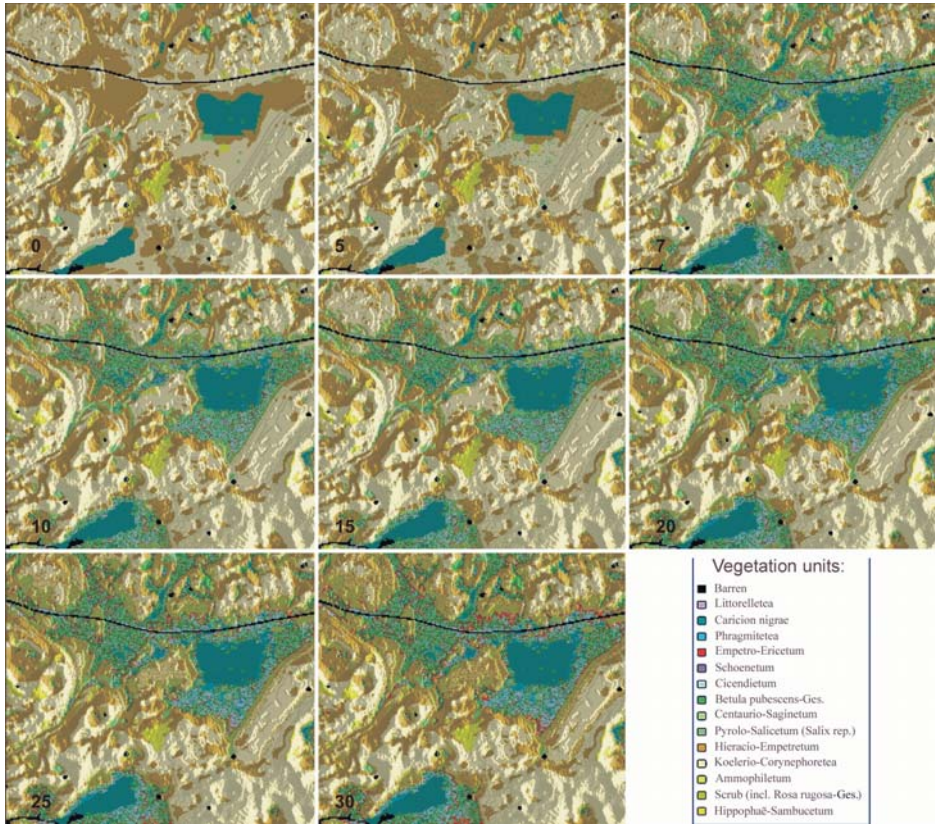 0
5
7
10
15
20
25
30
Vegetation units:
Barren
Littorelletea
Caricion nigrae
Phragmitetea
Empetro-Ericetum
Schoenetum
Cicendietum
Betula pubescens-Ges.
Centaurio-Saginetum
Pyrolo-Salicetum (Salix rep.)
Hieracio-Empetretum
Koelerio-Corynephoretea
Ammophiletum
Scrub (incl. Rosa rugosa-Ges.)
Hippophaë-Sambucetum